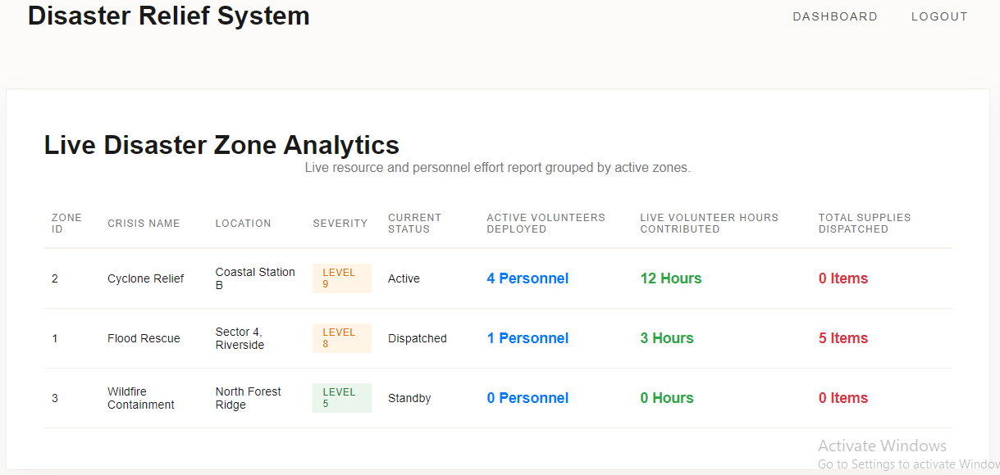 Disaster Relief System
DASHBOARD LOGOUT
Live Disaster Zone Analytics
Live resource and personnel effort report grouped by active zones.
ZONE ID CRISIS NAME LOCATION SEVERITY CURRENT STATUS ACTIVE VOLUNTEERS DEPLOYED LIVE VOLUNTEER HOURS CONTRIBUTED TOTAL SUPPLIES DISPATCHED
2 Cyclone Relief Coastal Station B LEVEL 9 Active 4 Personnel 12 Hours 0 Items
1 Flood Rescue Sector 4, Riverside LEVEL 8 Dispatched 1 Personnel 3 Hours 5 Items
3 Wildfire Containment North Forest Ridge LEVEL 5 Standby 0 Personnel 0 Hours 0 Items
Activate Windows
Go to Settings to activate Window